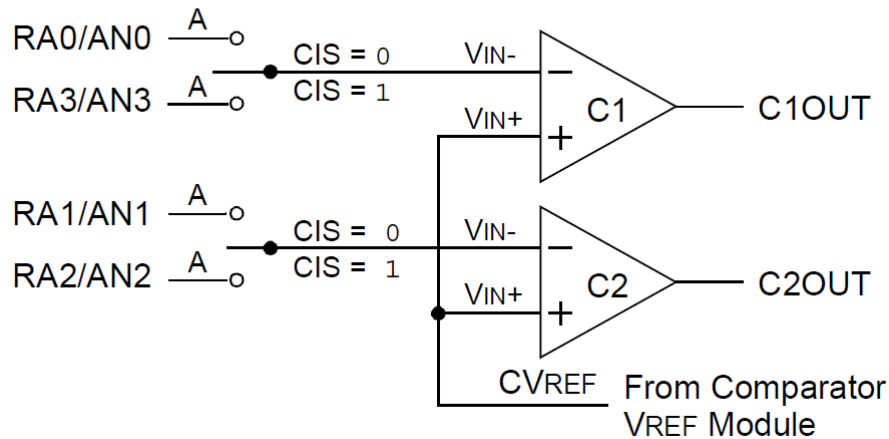 RA0/AN0 A
CIS = 0 VIN-
RA3/AN3 A
CIS = 1
VIN+
C1 C1OUT
RA1/AN1 A
CIS = 0 VIN-
RA2/AN2 A
CIS = 1
VIN+
C2 C2OUT
CVREF From Comparator
VREF Module